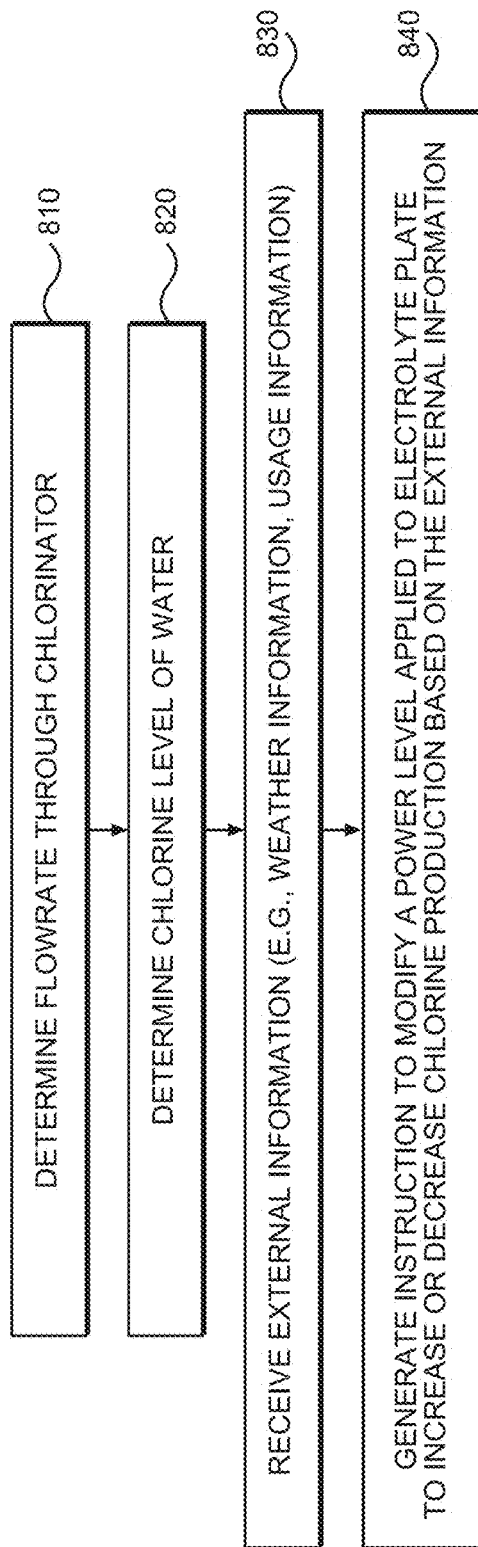 DETERMINE FLOWRATE THROUGH CHLORINATOR
810
DETERMINE CHLORINE LEVEL OF WATER
820
RECEIVE EXTERNAL INFORMATION (E.G., WEATHER INFORMATION, USAGE INFORMATION)
830
GENERATE INSTRUCTION TO MODIFY A POWER LEVEL APPLIED TO ELECTROLYTE PLATE
TO INCREASE OR DECREASE CHLORINE PRODUCTION BASED ON THE EXTERNAL INFORMATION
840